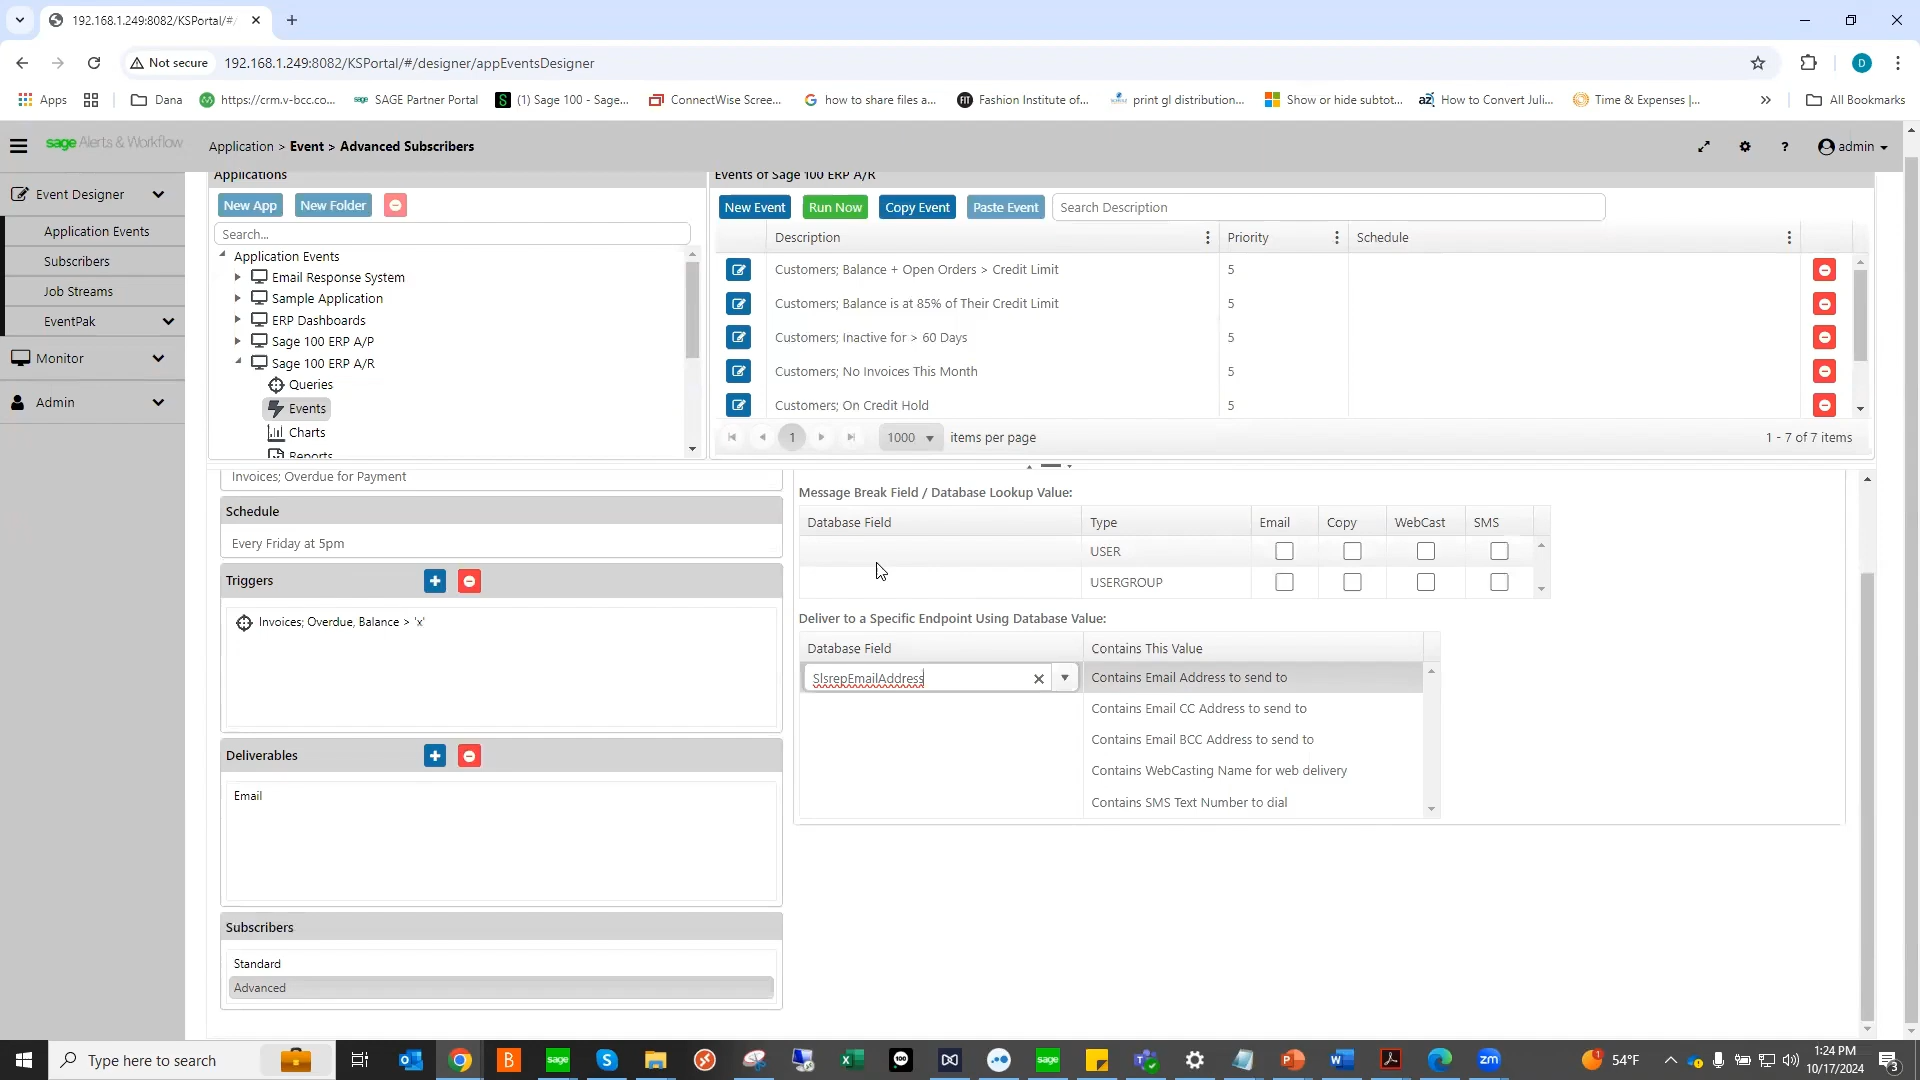 192.168.1.249:8082/KSPortal/#/
Not secure
192.168.1.249:8082/KSPortal/#/designer/appEventsDesigner
D
Apps
Dana
https://crm.v-bcc.co...
SAGE Partner Portal
(1) Sage 100 - Sage...
ConnectWise Scree...
how to share files a...
Fashion Institute of...
print gl distribution...
Show or hide subtot...
How to Convert Juli...
Time & Expenses |...
All Bookmarks
sage Alerts & Workflow
Application > Event > Advanced Subscribers
? admin
Event Designer
Application Events
Subscribers
Job Streams
EventPak
Monitor
Admin
Applications
New App
New Folder
Search...
Application Events
Email Response System
Sample Application
ERP Dashboards
Sage 100 ERP A/P
Sage 100 ERP A/R
Queries
Events
Charts
Reports
Events of Sage 100 ERP A/R
New Event
Run Now
Copy Event
Paste Event
Search Description
Description Priority Schedule
Customers; Balance + Open Orders > Credit Limit 5
Customers; Balance is at 85% of Their Credit Limit 5
Customers; Inactive for > 60 Days 5
Customers; No Invoices This Month 5
Customers; On Credit Hold 5
1 1000 items per page 1 - 7 of 7 items
Invoices; Overdue for Payment
Schedule
Every Friday at 5pm
Triggers
Invoices; Overdue, Balance > 'x'
Deliverables
Email
Subscribers
Standard
Advanced
Message Break Field / Database Lookup Value:
Database Field Type Email Copy WebCast SMS
USER
USERGROUP
Deliver to a Specific Endpoint Using Database Value:
Database Field Contains This Value
SlsrepEmailAddress Contains Email Address to send to
Contains Email CC Address to send to
Contains Email BCC Address to send to
Contains WebCasting Name for web delivery
Contains SMS Text Number to dial
Type here to search
54°F
1:24 PM
10/17/2024